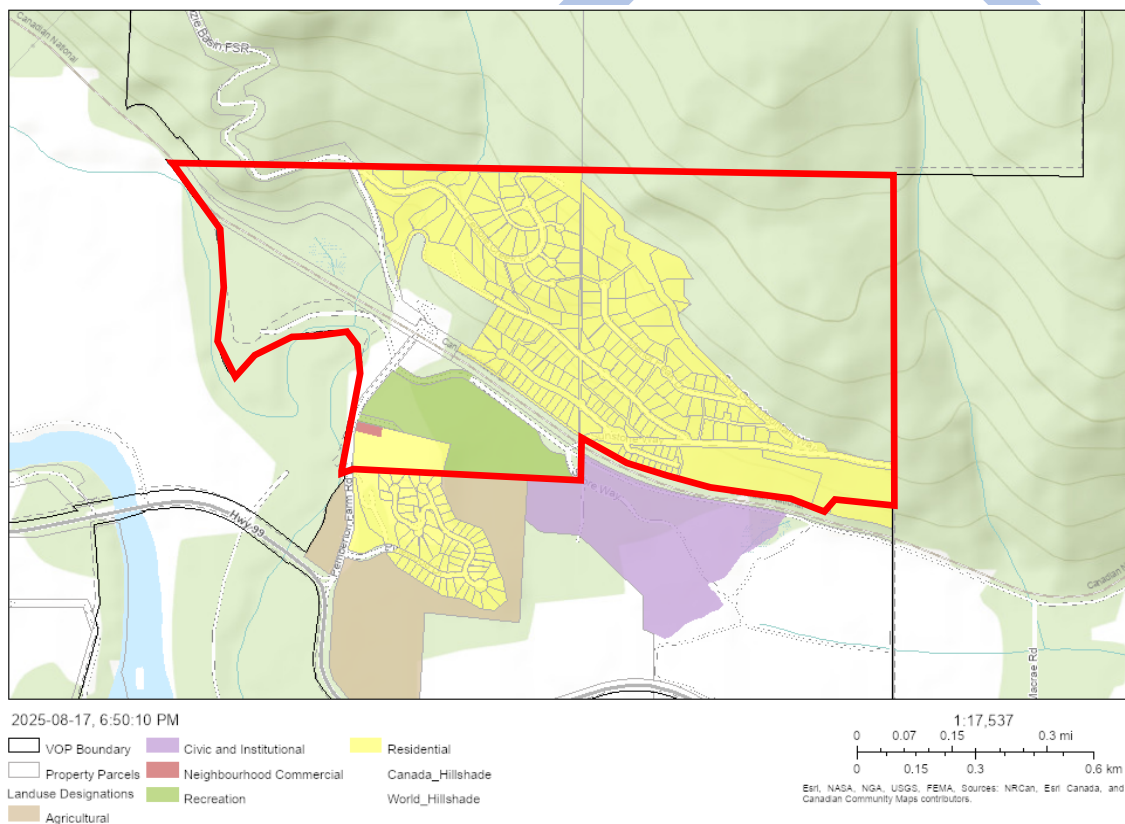 Canadian National
zie Basin FSR
Can
Way
Hwy 99
Pemberton Farm Rd
Canadian N
Macrae Rd
2025-08-17, 6:50:10 PM
VOP Boundary
Property Parcels
Landuse Designations
Agricultural
Civic and Institutional
Neighbourhood Commercial
Recreation
Residential
Canada_Hillshade
World_Hillshade
1:17,537
0 0.07 0.15 0.3 mi
0 0.15 0.3 0.6 km
Esri, NASA, NGA, USGS, FEMA, Sources: NRCan, Esri Canada, and
Canadian Community Maps contributors.